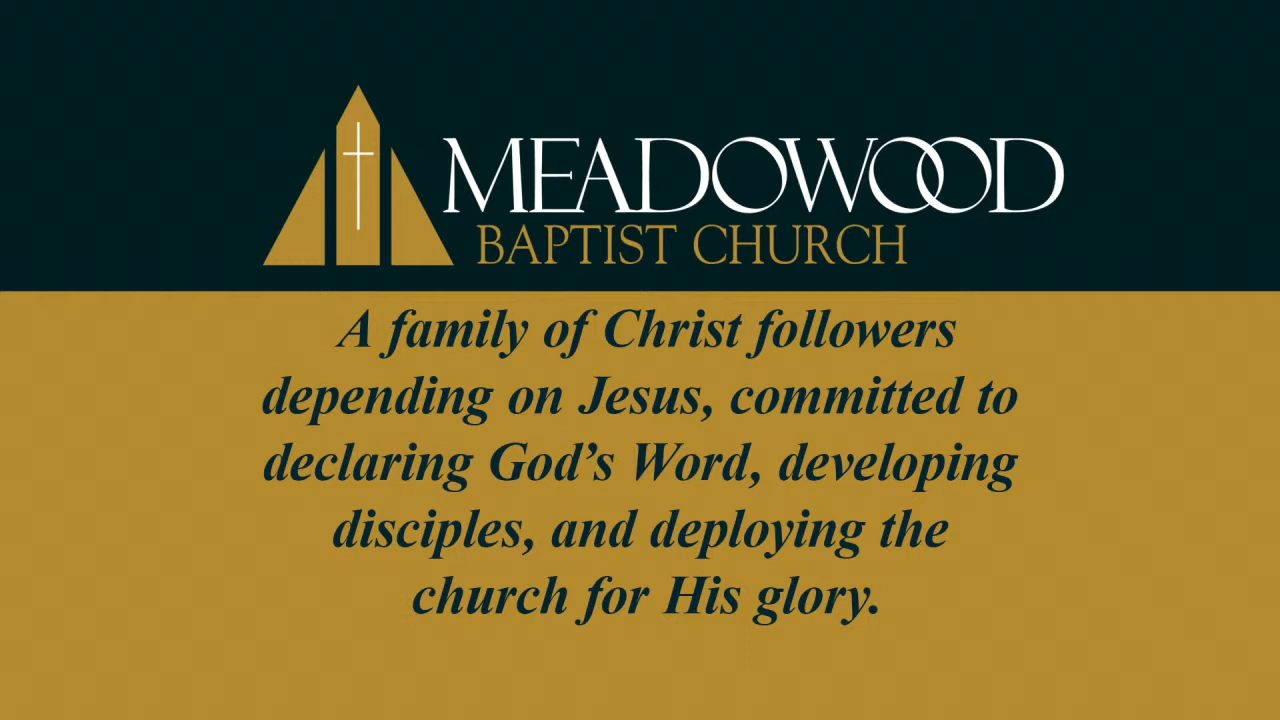 MEADOWOOD
BAPTIST CHURCH
A family of Christ followers
depending on Jesus, committed to
declaring God’s Word, developing
disciples, and deploying the
church for His glory.